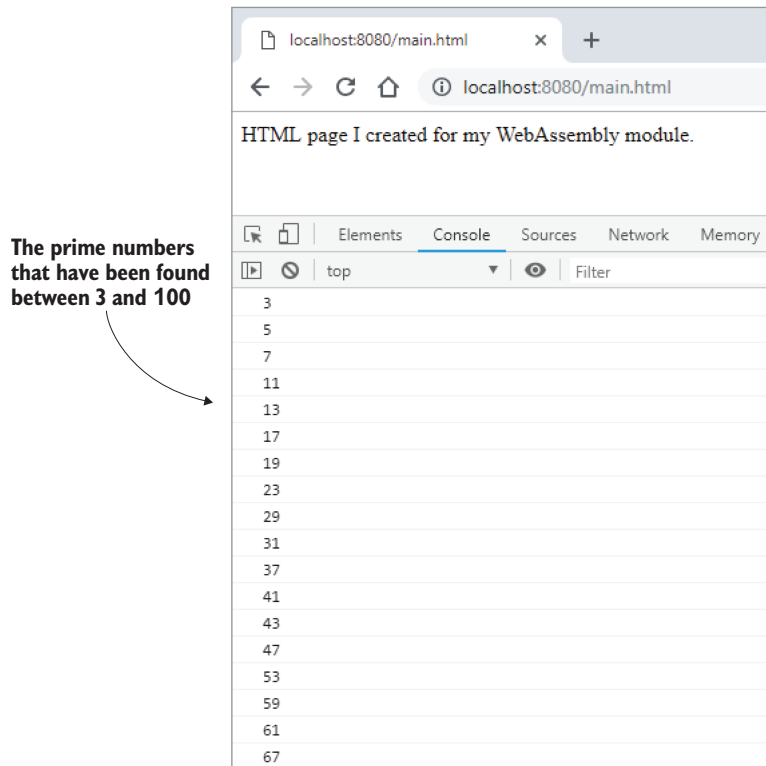 localhost:8080/main.html
localhost:8080/main.html
HTML page I created for my WebAssembly module.
Elements Console Sources Network Memory
top Filter
The prime numbers
that have been found
between 3 and 100
3
5
7
11
13
17
19
23
29
31
37
41
43
47
53
59
61
67